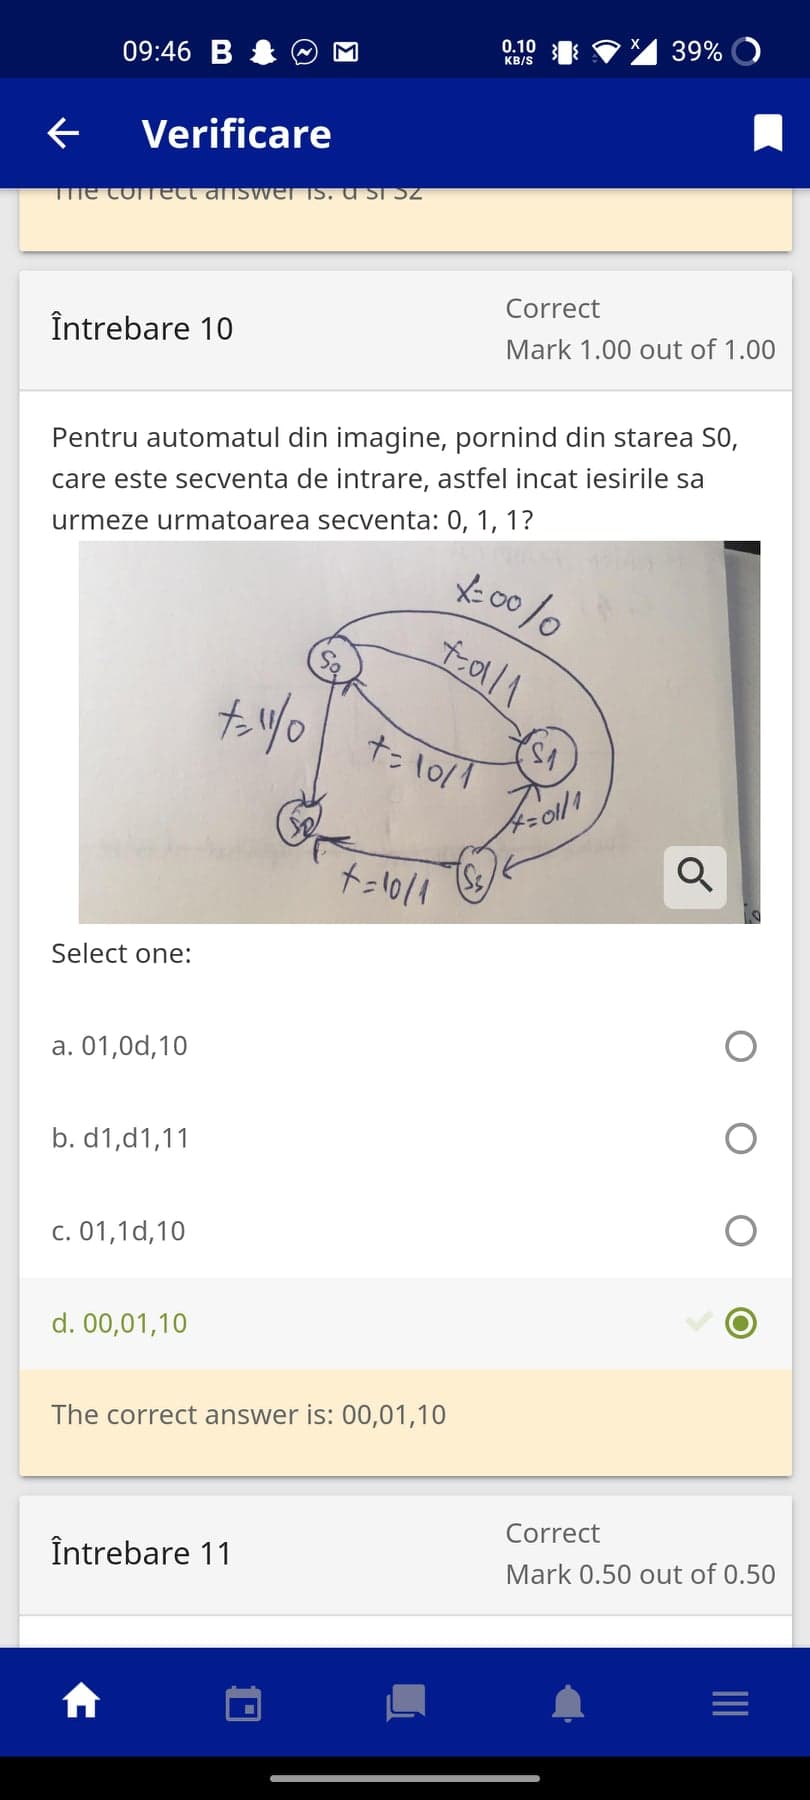 09:46
0.10
KB/S
X
39%
Verificare
The correct answer is: d si S2
Întrebare 10
Correct
Mark 1.00 out of 1.00
Pentru automatul din imagine, pornind din starea S0,
care este secventa de intrare, astfel incat iesirile sa
urmeze urmatoarea secventa: 0, 1, 1?
X=00/0
S0
X=01/1
X=11/0
X=10/1
S1
X=01/1
X=10/1
Select one:
a. 01,0d,10
b. d1,d1,11
c. 01,1d,10
d. 00,01,10
The correct answer is: 00,01,10
Întrebare 11
Correct
Mark 0.50 out of 0.50